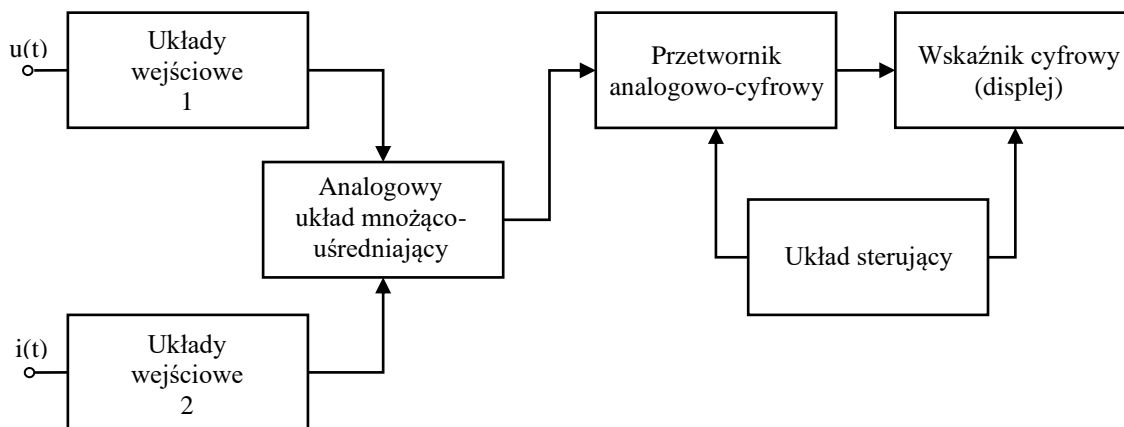 u(t)
Układy
wejściowe
1
Analogowy
układ mnożąco-
uśredniający
i(t)
Układy
wejściowe
2
Przetwornik
analogowo-cyfrowy
Wskaźnik cyfrowy
(displej)
Układ sterujący